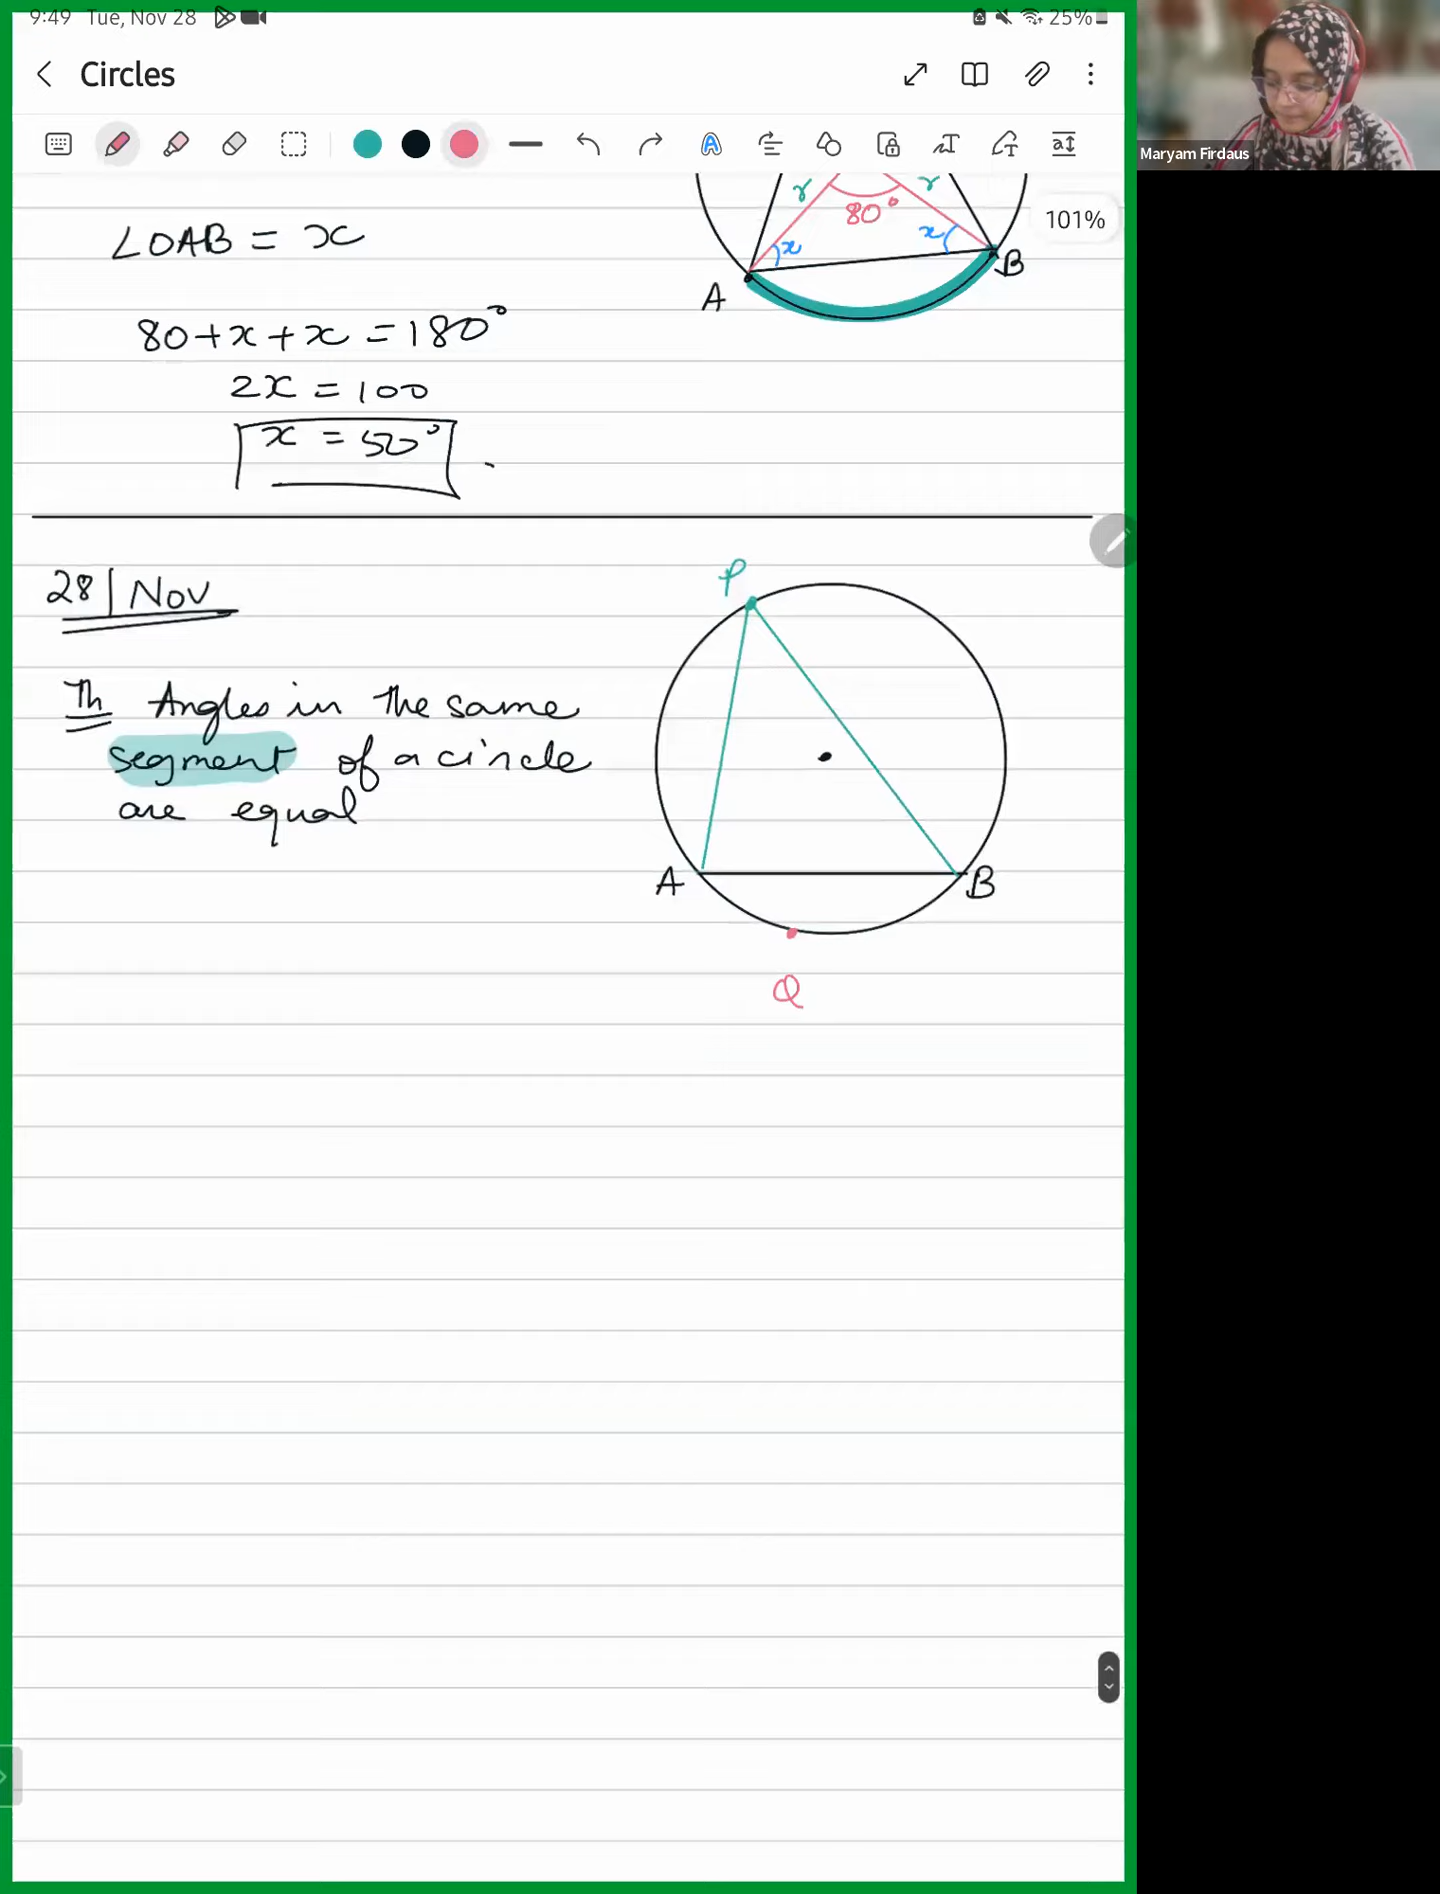 9:49 Tue, Nov 28
25%
Circles
Maryam Firdaus
101%
r r
80°
x x
A B
∠OAB = x
80+x+x = 180°
2x = 100
x = 50°
28 | Nov
P
Th Angles in the same
segment of a circle
are equal
A B
Q